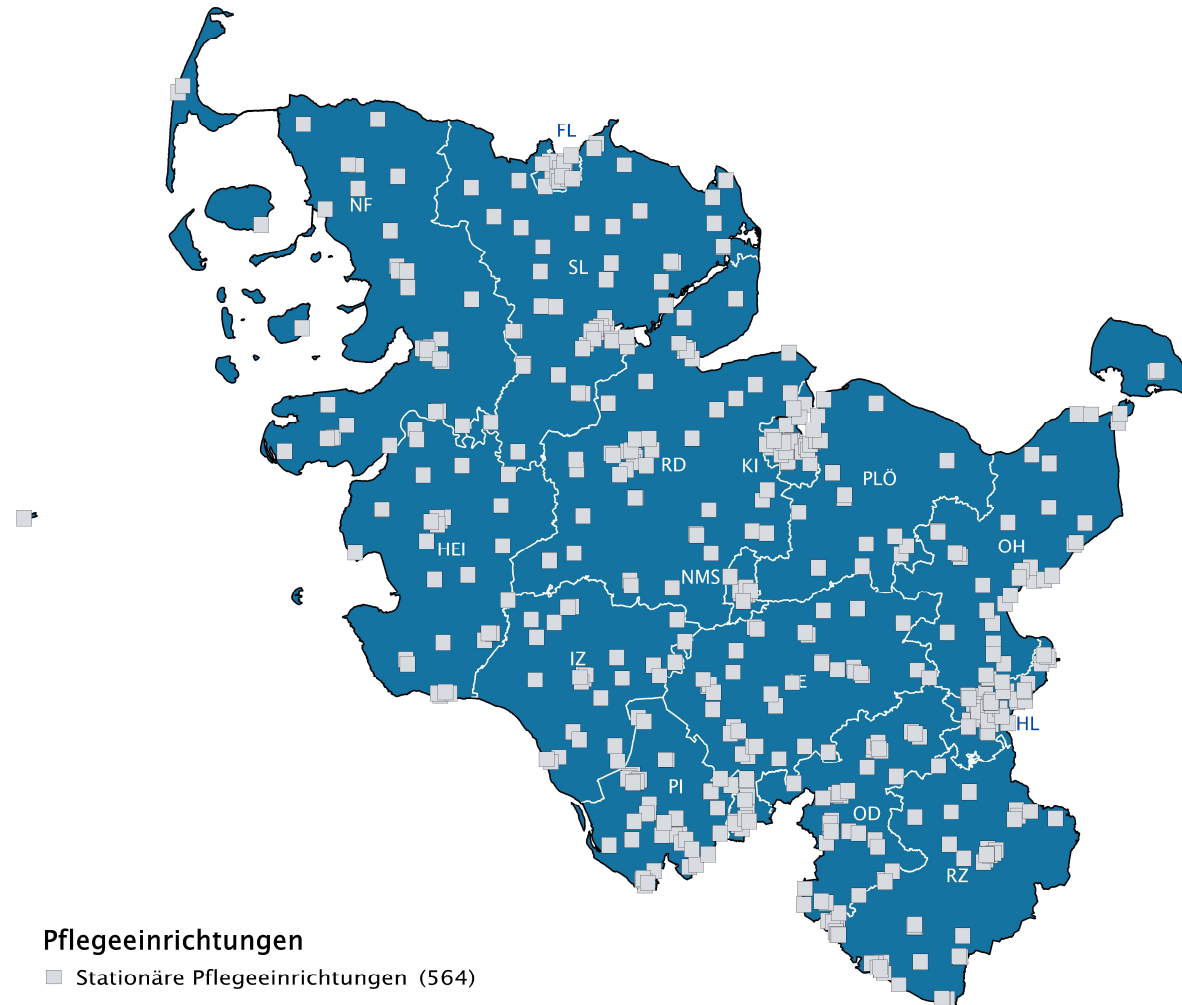 FL
NF
SL
RD
KI
PLÖ
OH
HEI
NMS
IZ
E
HL
PI
OD
RZ
Pflegeeinrichtungen
Stationäre Pflegeeinrichtungen (564)